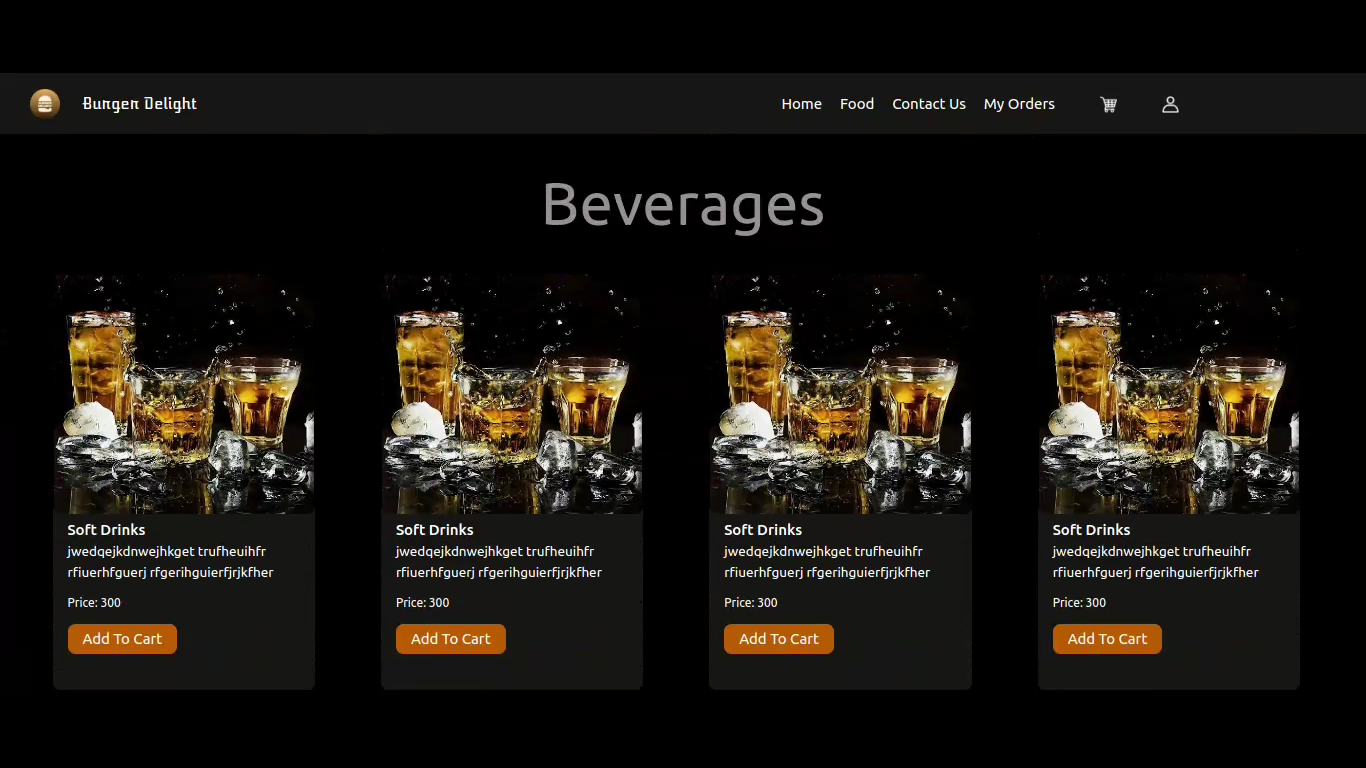 Burger Delight
Home Food Contact Us My Orders
Beverages
Soft Drinks
jwedqejkdnwejhkget trufheuihfr
rfiuerhfguerj rfgerihguierfjrjkfher
Price: 300
Add To Cart
Soft Drinks
jwedqejkdnwejhkget trufheuihfr
rfiuerhfguerj rfgerihguierfjrjkfher
Price: 300
Add To Cart
Soft Drinks
jwedqejkdnwejhkget trufheuihfr
rfiuerhfguerj rfgerihguierfjrjkfher
Price: 300
Add To Cart
Soft Drinks
jwedqejkdnwejhkget trufheuihfr
rfiuerhfguerj rfgerihguierfjrjkfher
Price: 300
Add To Cart